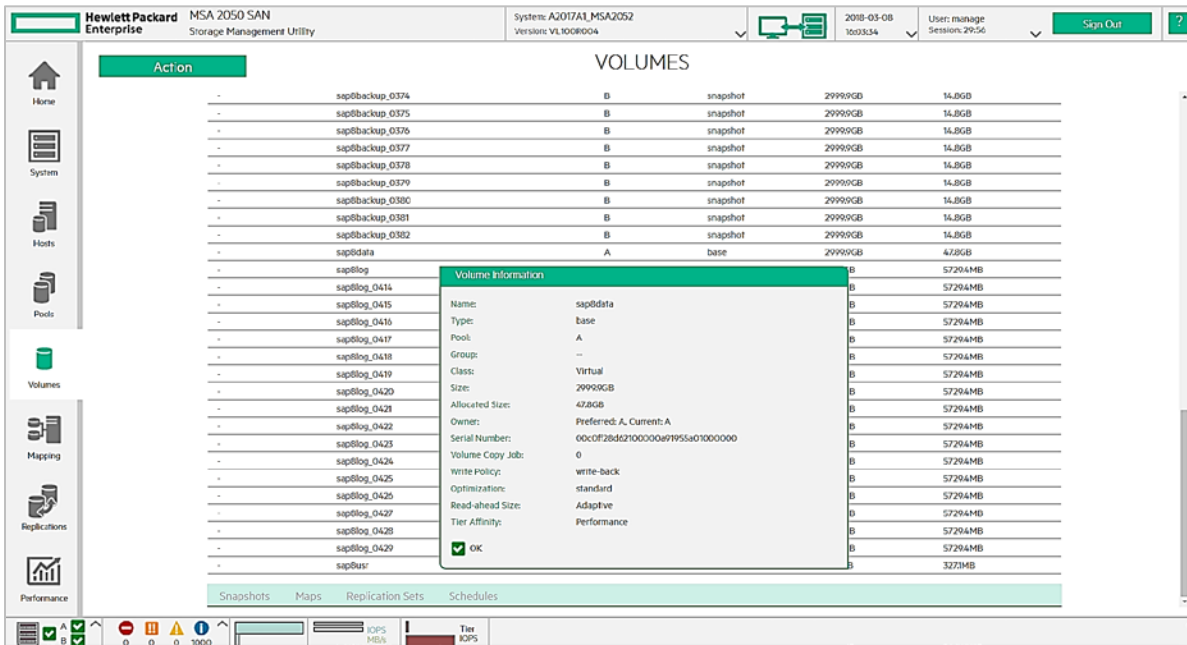 Hewlett Packard Enterprise
MSA 2050 SAN
Storage Management Utility
System: A2017A1_MSA2052
Version: VL100R004
2018-03-08
16:03:34
User: manage
Session: 29:56
Sign Out
?
Action
VOLUMES
Home
System
Hosts
Pools
Volumes
Mapping
Replications
Performance
- sap8backup_0374 B snapshot 2999.9GB 14.8GB
- sap8backup_0375 B snapshot 2999.9GB 14.8GB
- sap8backup_0376 B snapshot 2999.9GB 14.8GB
- sap8backup_0377 B snapshot 2999.9GB 14.8GB
- sap8backup_0378 B snapshot 2999.9GB 14.8GB
- sap8backup_0379 B snapshot 2999.9GB 14.8GB
- sap8backup_0380 B snapshot 2999.9GB 14.8GB
- sap8backup_0381 B snapshot 2999.9GB 14.8GB
- sap8backup_0382 B snapshot 2999.9GB 14.8GB
- sap8data A base 2999.9GB 47.8GB
- sap8log B 5729.4MB
- sap8log_0414 B 5729.4MB
- sap8log_0415 B 5729.4MB
- sap8log_0416 B 5729.4MB
- sap8log_0417 B 5729.4MB
- sap8log_0418 B 5729.4MB
- sap8log_0419 B 5729.4MB
- sap8log_0420 B 5729.4MB
- sap8log_0421 B 5729.4MB
- sap8log_0422 B 5729.4MB
- sap8log_0423 B 5729.4MB
- sap8log_0424 B 5729.4MB
- sap8log_0425 B 5729.4MB
- sap8log_0426 B 5729.4MB
- sap8log_0427 B 5729.4MB
- sap8log_0428 B 5729.4MB
- sap8log_0429 B 5729.4MB
- sap8usr B 327.1MB
Volume Information
Name: sap8data
Type: base
Pool: A
Group: --
Class: Virtual
Size: 2999.9GB
Allocated Size: 47.8GB
Owner: Preferred: A, Current: A
Serial Number: 00c0ff28d62100000a91955a01000000
Volume Copy Job: 0
Write Policy: write-back
Optimization: standard
Read-ahead Size: Adaptive
Tier Affinity: Performance
OK
Snapshots Maps Replication Sets Schedules
A
B
0 0 0 1000
IOPS
MB/s
Tier
IOPS